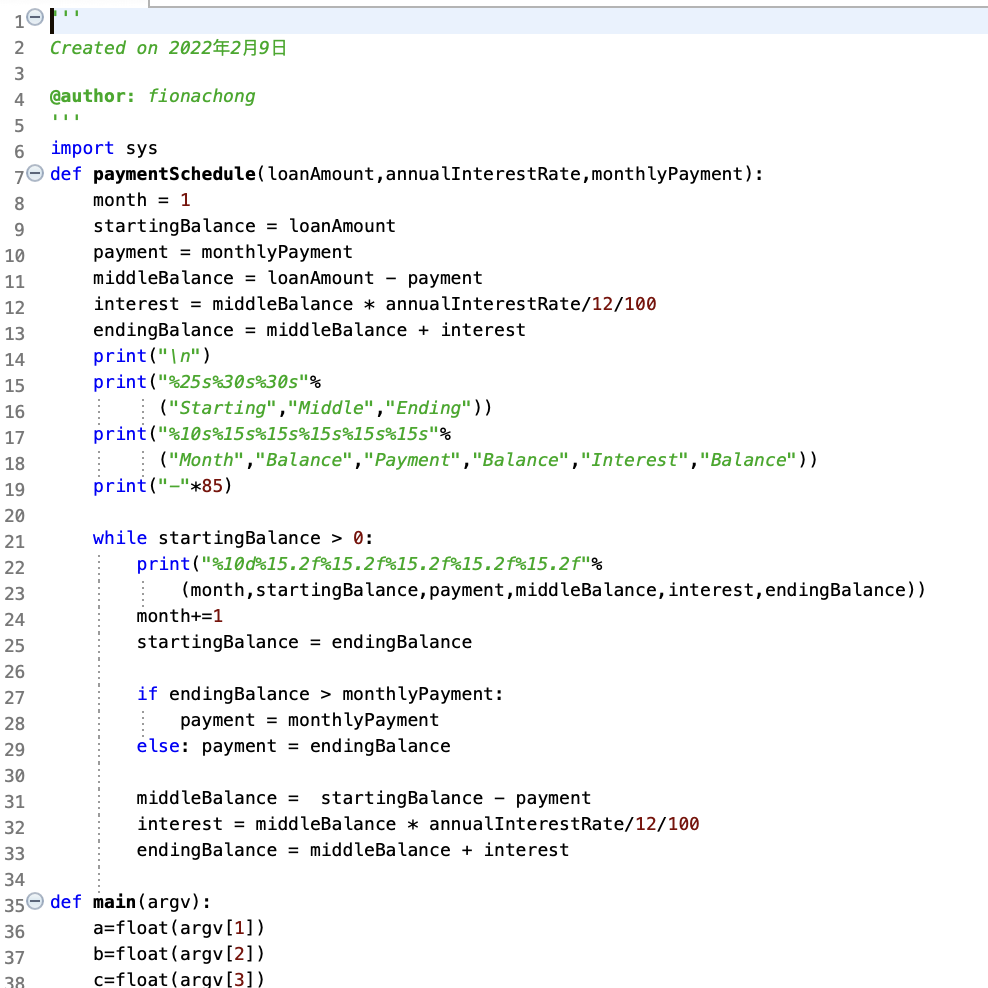 1 '''
2 Created on 2022年2月9日
3
4 @author: fionachong
5 '''
6 import sys
7 def paymentSchedule(loanAmount,annualInterestRate,monthlyPayment):
8     month = 1
9     startingBalance = loanAmount
10     payment = monthlyPayment
11     middleBalance = loanAmount - payment
12     interest = middleBalance * annualInterestRate/12/100
13     endingBalance = middleBalance + interest
14     print("\n")
15     print("%25s%30s%30s"%
16           ("Starting","Middle","Ending"))
17     print("%10s%15s%15s%15s%15s%15s"%
18           ("Month","Balance","Payment","Balance","Interest","Balance"))
19     print("-"*85)
20
21     while startingBalance > 0:
22         print("%10d%15.2f%15.2f%15.2f%15.2f%15.2f"%
23             (month,startingBalance,payment,middleBalance,interest,endingBalance))
24         month+=1
25         startingBalance = endingBalance
26
27         if endingBalance > monthlyPayment:
28             payment = monthlyPayment
29         else: payment = endingBalance
30
31         middleBalance =  startingBalance - payment
32         interest = middleBalance * annualInterestRate/12/100
33         endingBalance = middleBalance + interest
34
35 def main(argv):
36     a=float(argv[1])
37     b=float(argv[2])
38     c=float(argv[3])